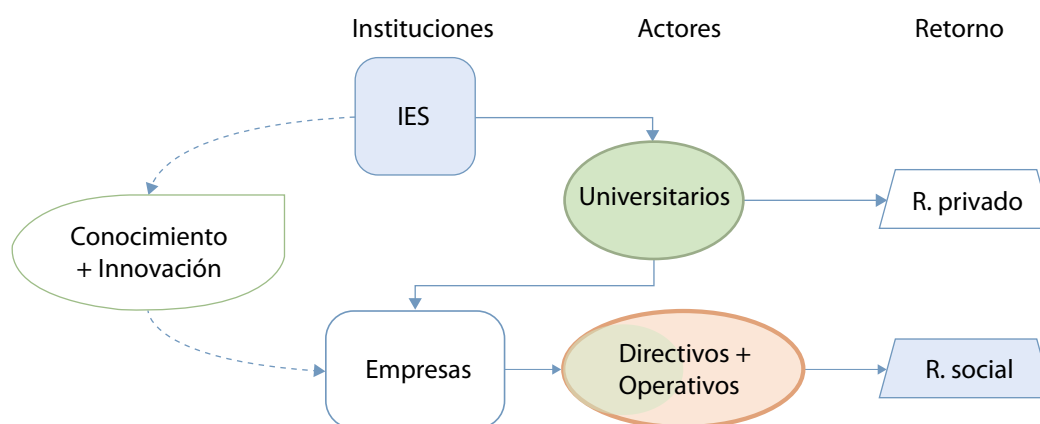 Instituciones
Actores
Retorno
IES
Universitarios
R. privado
Conocimiento
+ Innovación
Empresas
Directivos +
Operativos
R. social